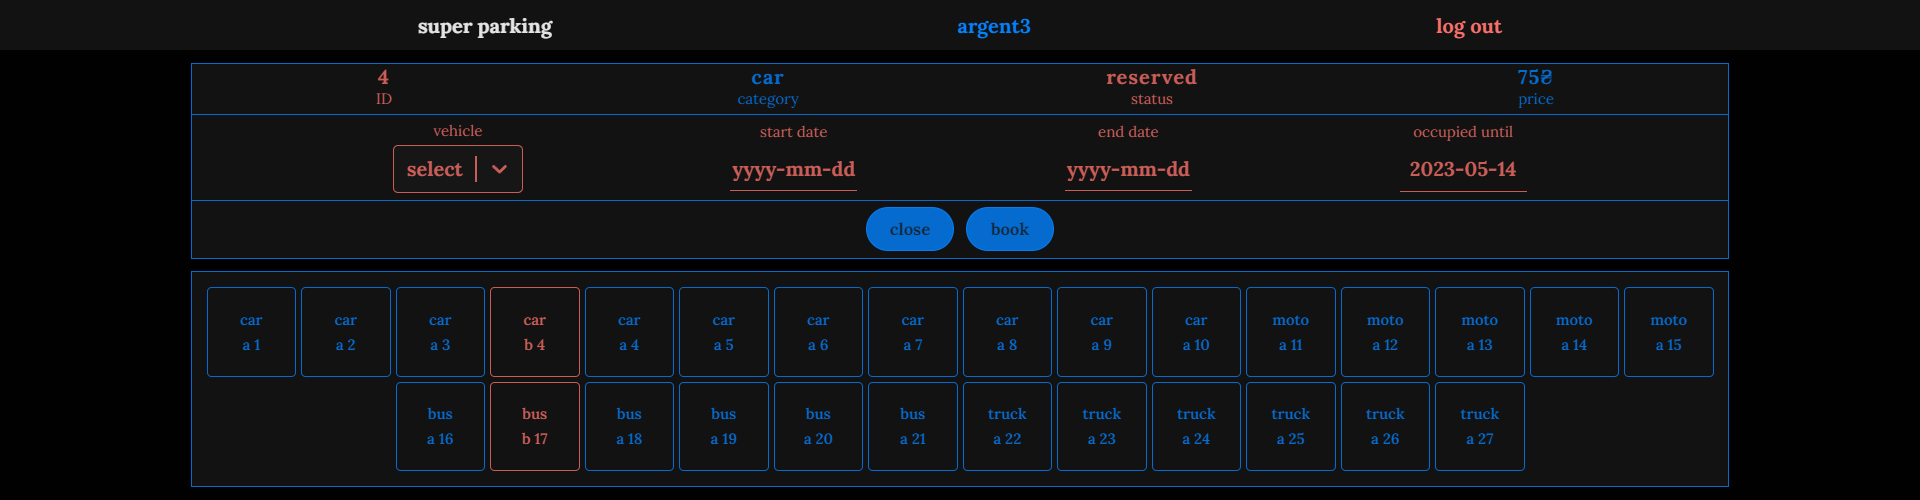 super parking argent3 log out
4 car reserved 75₴
ID category status price
vehicle start date end date occupied until
select yyyy-mm-dd yyyy-mm-dd 2023-05-14
close book
car car car car car car car car car car car moto moto moto moto moto
a 1 a 2 a 3 b 4 a 4 a 5 a 6 a 7 a 8 a 9 a 10 a 11 a 12 a 13 a 14 a 15
bus bus bus bus bus bus truck truck truck truck truck truck
a 16 b 17 a 18 a 19 a 20 a 21 a 22 a 23 a 24 a 25 a 26 a 27